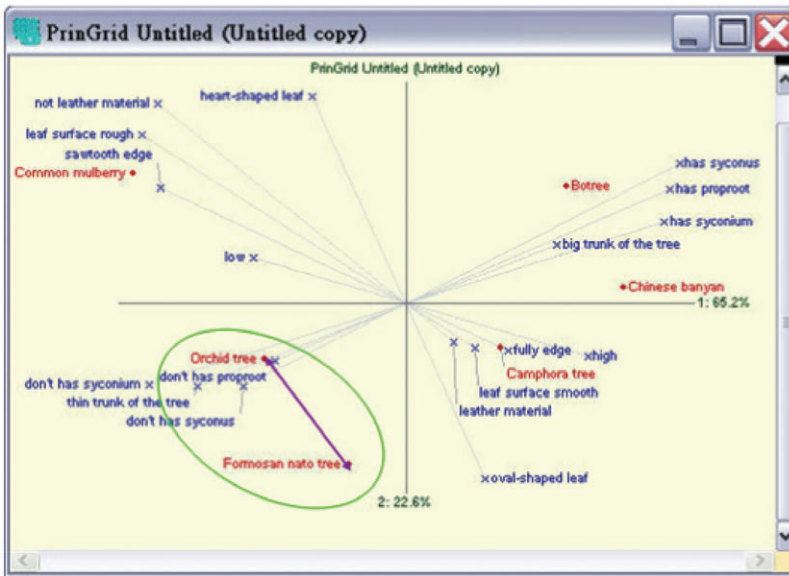 PrinGrid Untitled (Untitled copy)
PrinGrid Untitled (Untitled copy)
heart-shaped leaf
not leather material
leaf surface rough
sawtooth edge
Common mulberry
has syconus
Botree
has proproot
has syconium
big trunk of the tree
low
Chinese banyan
1: 65.2%
Orchid tree
fully edge
high
don't has proproot
Camphora tree
don't has syconium
leaf surface smooth
thin trunk of the tree
leather material
don't has syconus
Formosan nato tree
oval-shaped leaf
2: 22.6%